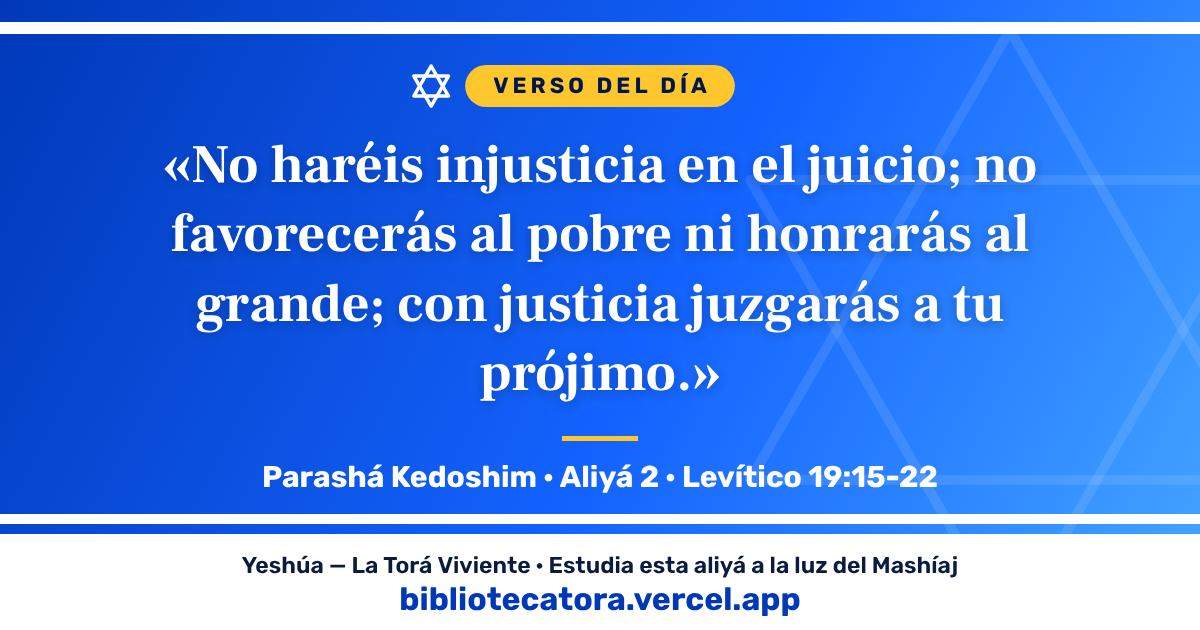 VERSO DEL DÍA
«No haréis injusticia en el juicio; no
favorecerás al pobre ni honrarás al
grande; con justicia juzgarás a tu
prójimo.»
Parashá Kedoshim • Aliyá 2 • Levítico 19:15-22
Yeshúa — La Torá Viviente • Estudia esta aliyá a la luz del Mashíaj
bibliotecatora.vercel.app